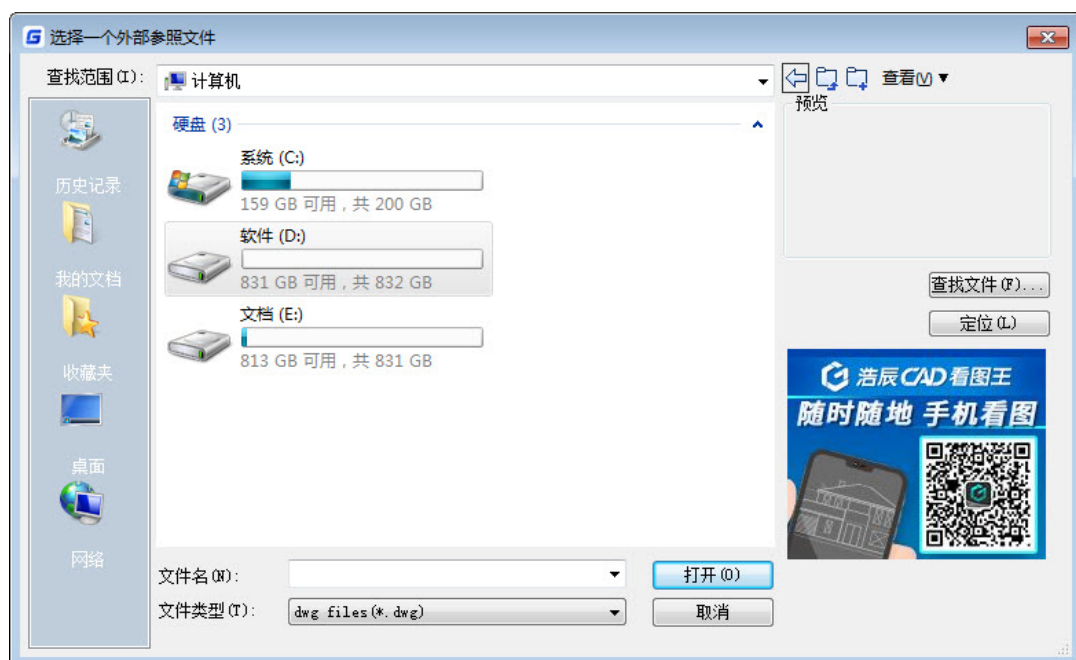 选择一个外部参照文件
查找范围(I):
计算机
查看(V)▼
历史记录
我的文档
收藏夹
桌面
网络
硬盘 (3)
系统 (C:)
159 GB 可用，共 200 GB
软件 (D:)
831 GB 可用，共 832 GB
文档 (E:)
813 GB 可用，共 831 GB
预览
查找文件(F)...
定位(L)
浩辰CAD看图王
随时随地 手机看图
文件名(N):
打开(O)
文件类型(T):
dwg files(*.dwg)
取消